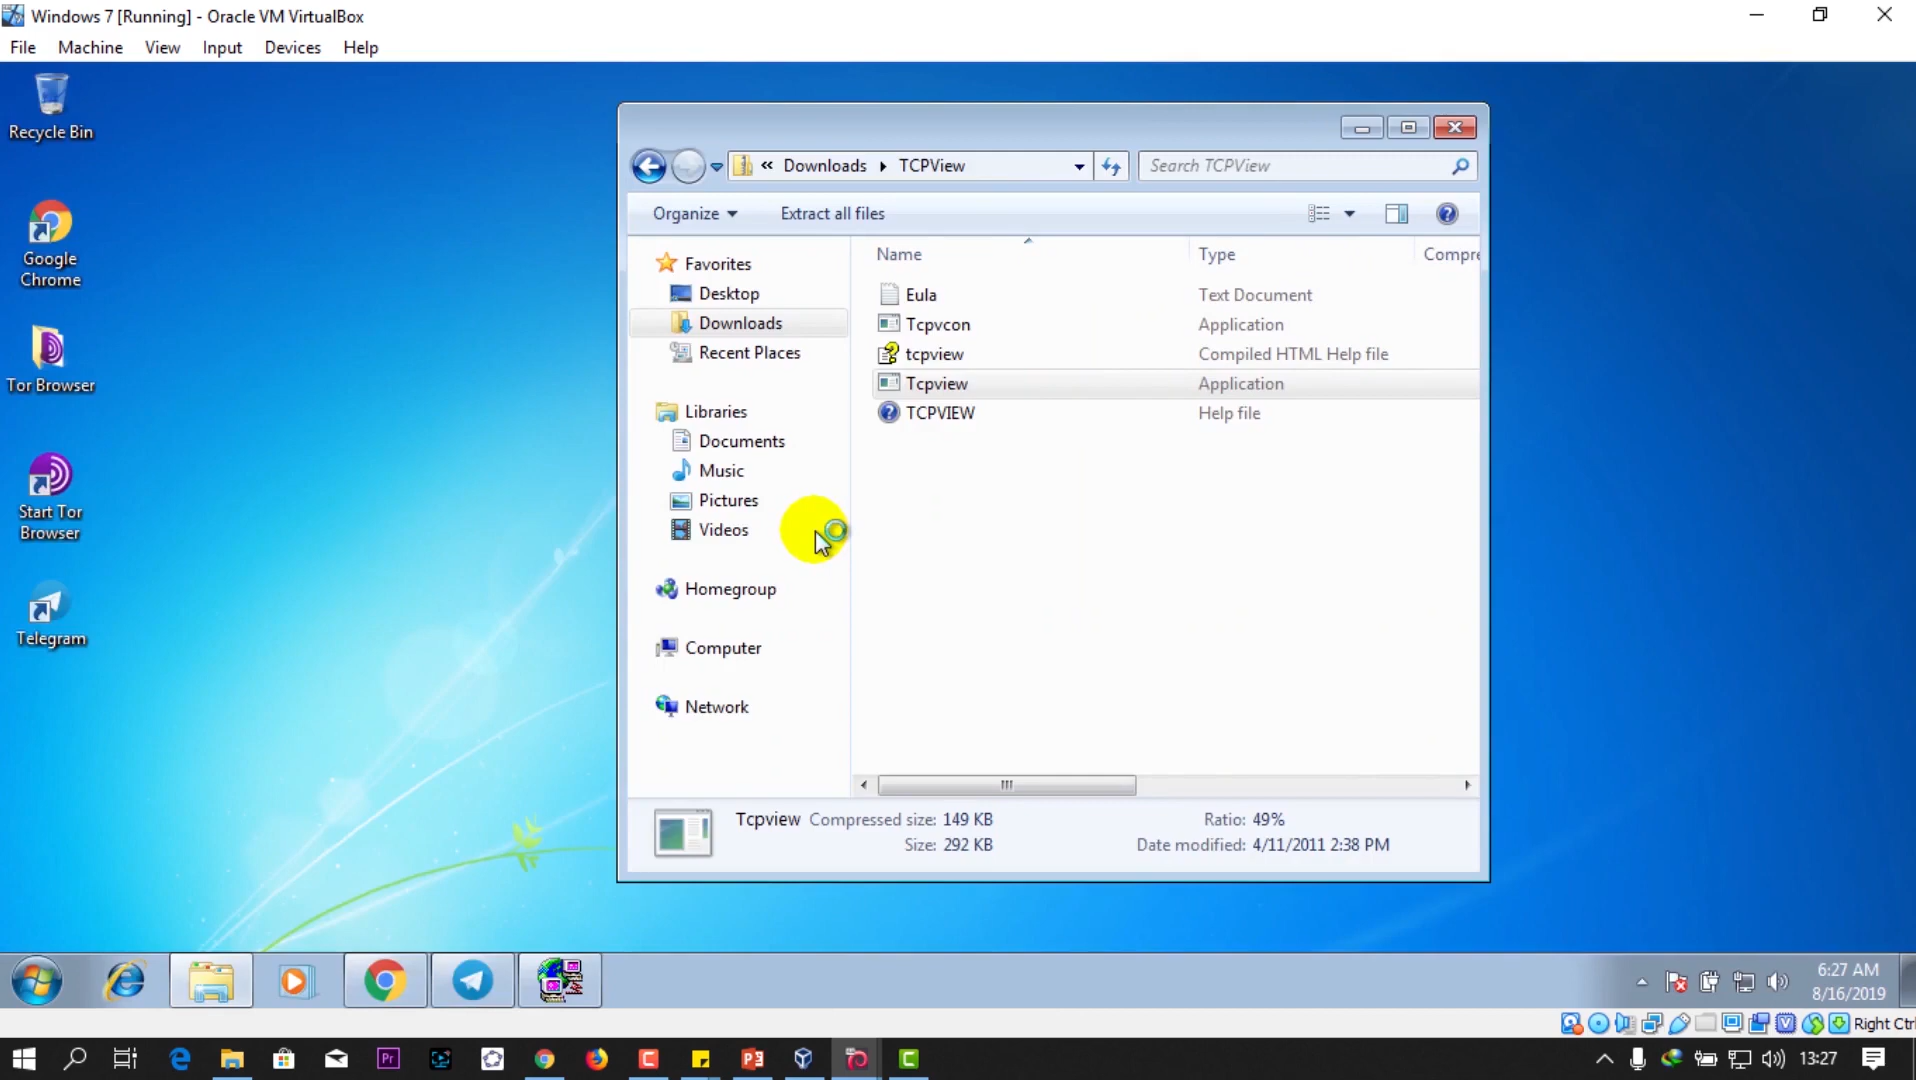 Windows 7 [Running] - Oracle VM VirtualBox
File Machine View Input Devices Help
Recycle Bin
Google
Chrome
Tor Browser
Start Tor
Browser
Telegram
« Downloads TCPView
Search TCPView
Organize Extract all files
Favorites
Desktop
Downloads
Recent Places
Libraries
Documents
Music
Pictures
Videos
Homegroup
Computer
Network
Name Type Compre
Eula Text Document
Tcpvcon Application
tcpview Compiled HTML Help file
Tcpview Application
TCPVIEW Help file
Tcpview Compressed size: 149 KB Ratio: 49%
Size: 292 KB Date modified: 4/11/2011 2:38 PM
6:27 AM
8/16/2019
Right Ctrl
Pr
13:27